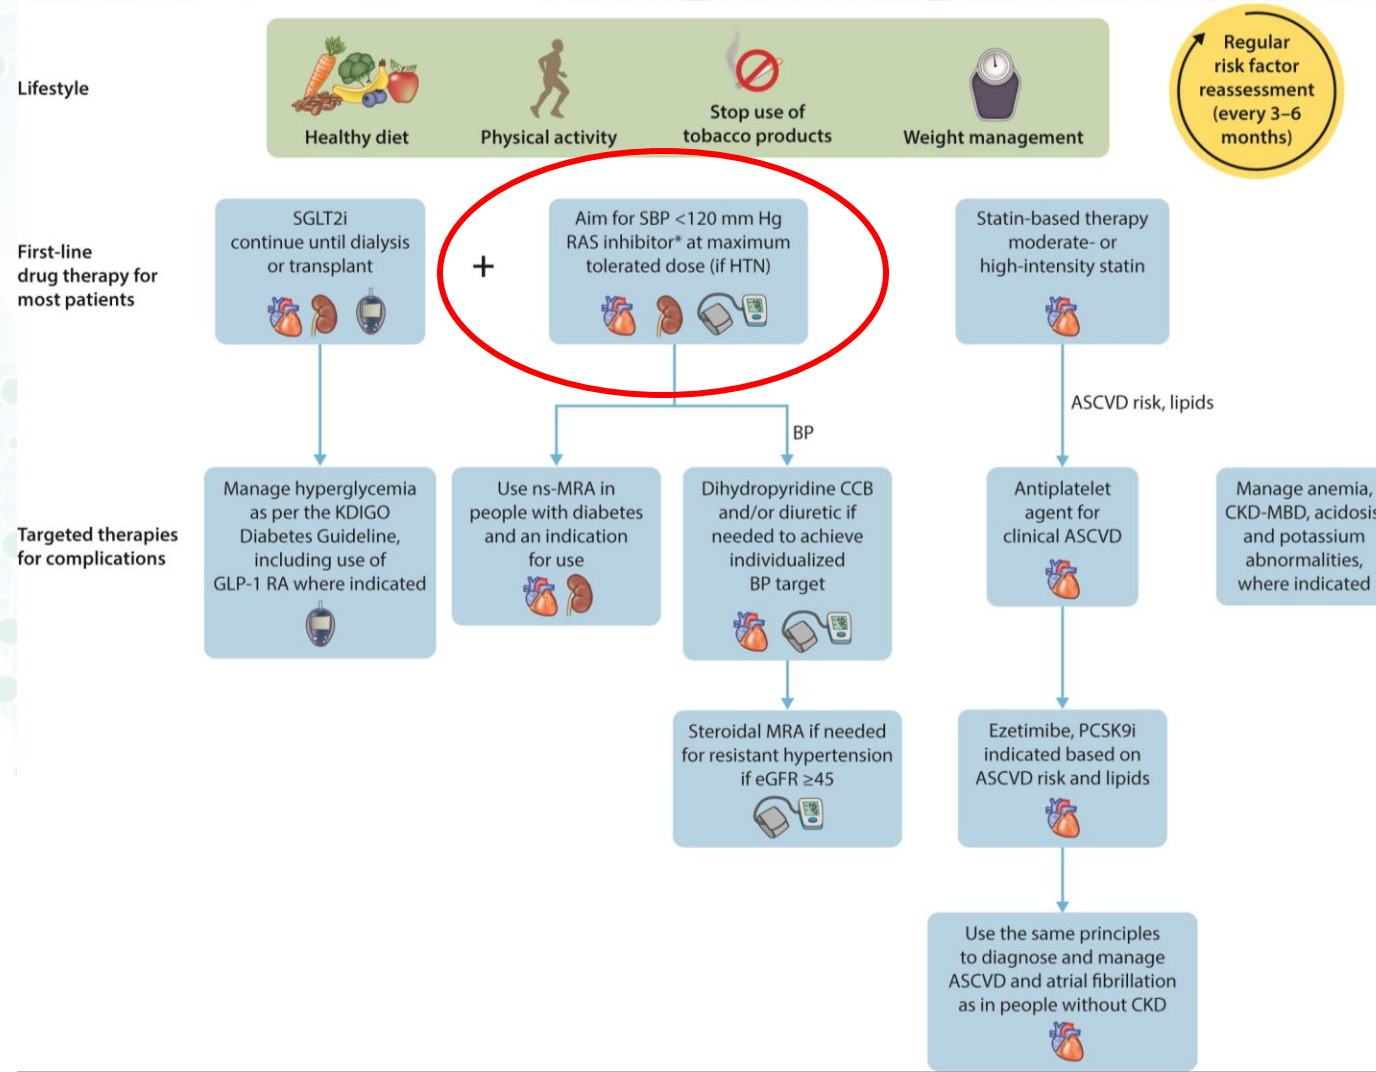 Lifestyle
Healthy diet
Physical activity
Stop use of
tobacco products
Weight management
Regular
risk factor
reassessment
(every 3–6
months)
First-line
drug therapy for
most patients
SGLT2i
continue until dialysis
or transplant
+
Aim for SBP <120 mm Hg
RAS inhibitor* at maximum
tolerated dose (if HTN)
Statin-based therapy
moderate- or
high-intensity statin
BP
ASCVD risk, lipids
Targeted therapies
for complications
Manage hyperglycemia
as per the KDIGO
Diabetes Guideline,
including use of
GLP-1 RA where indicated
Use ns-MRA in
people with diabetes
and an indication
for use
Dihydropyridine CCB
and/or diuretic if
needed to achieve
individualized
BP target
Antiplatelet
agent for
clinical ASCVD
Manage anemia,
CKD-MBD, acidosis
and potassium
abnormalities,
where indicated
Steroidal MRA if needed
for resistant hypertension
if eGFR ≥45
Ezetimibe, PCSK9i
indicated based on
ASCVD risk and lipids
Use the same principles
to diagnose and manage
ASCVD and atrial fibrillation
as in people without CKD